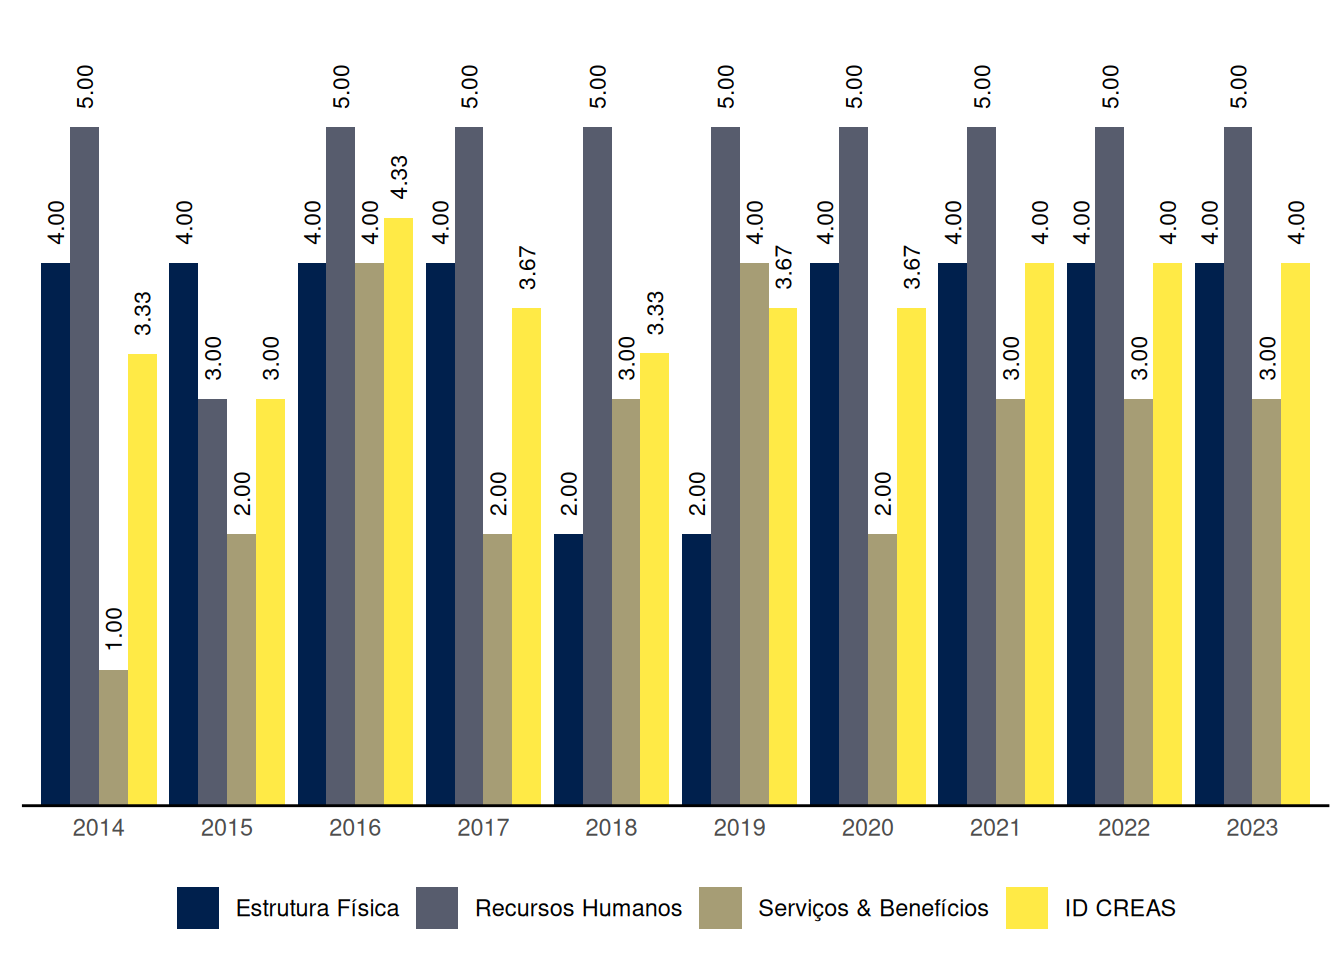 5.00 5.00 5.00 5.00 5.00 5.00 5.00 5.00 5.00
4.33
4.00 4.00 4.00 4.00 4.00 4.00 4.00 4.00 4.00 4.00 4.00 4.00 4.00
3.67 3.67 3.67
3.33 3.33
3.00 3.00 3.00 3.00 3.00 3.00
2.00 2.00 2.00 2.00 2.00
1.00
2014 2015 2016 2017 2018 2019 2020 2021 2022 2023
Estrutura Física Recursos Humanos Serviços & Benefícios ID CREAS